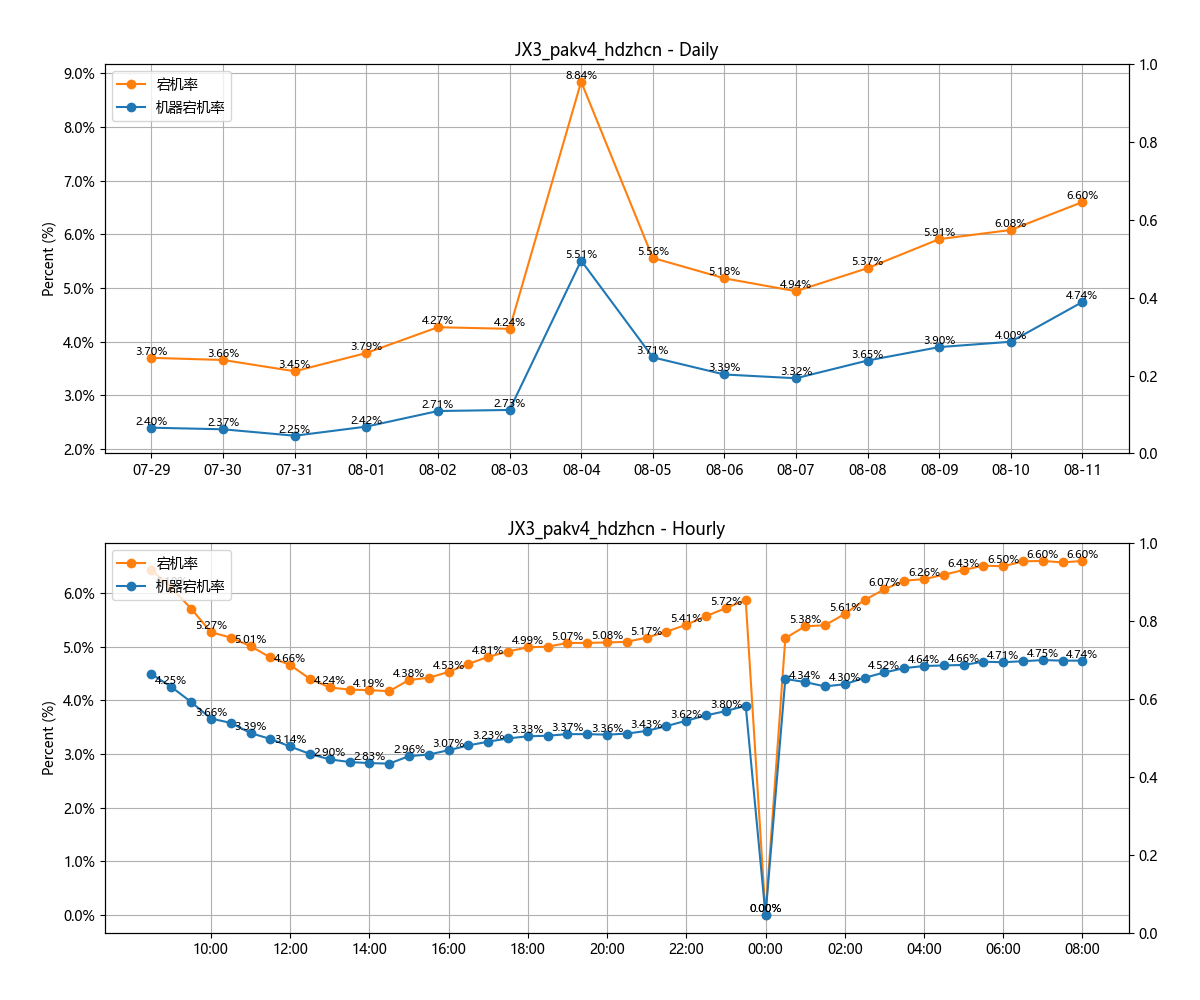 JX3_pakv4_hdzhcn - Daily
宕机率
机器宕机率
Percent (%)
9.0%
8.0%
7.0%
6.0%
5.0%
4.0%
3.0%
2.0%
1.0
0.8
0.6
0.4
0.2
0.0
3.70% 3.66% 3.45% 3.79% 4.27% 4.24% 8.84% 5.56% 5.18% 4.94% 5.37% 5.91% 6.08% 6.60%
2.40% 2.37% 2.25% 2.42% 2.71% 2.73% 5.51% 3.71% 3.39% 3.32% 3.65% 3.90% 4.00% 4.74%
07-29 07-30 07-31 08-01 08-02 08-03 08-04 08-05 08-06 08-07 08-08 08-09 08-10 08-11
JX3_pakv4_hdzhcn - Hourly
宕机率
机器宕机率
Percent (%)
6.0%
5.0%
4.0%
3.0%
2.0%
1.0%
0.0%
1.0
0.8
0.6
0.4
0.2
0.0
5.27% 5.01% 4.66% 4.24% 4.19% 4.38% 4.53% 4.81% 4.99% 5.07% 5.08% 5.17% 5.41% 5.72% 0.00% 5.38% 5.61% 6.07% 6.26% 6.43% 6.50% 6.60% 6.60%
4.25% 3.66% 3.39% 3.14% 2.90% 2.83% 2.96% 3.07% 3.23% 3.33% 3.37% 3.36% 3.43% 3.62% 3.80% 0.00% 4.34% 4.30% 4.52% 4.64% 4.66% 4.71% 4.75% 4.74%
10:00 12:00 14:00 16:00 18:00 20:00 22:00 00:00 02:00 04:00 06:00 08:00